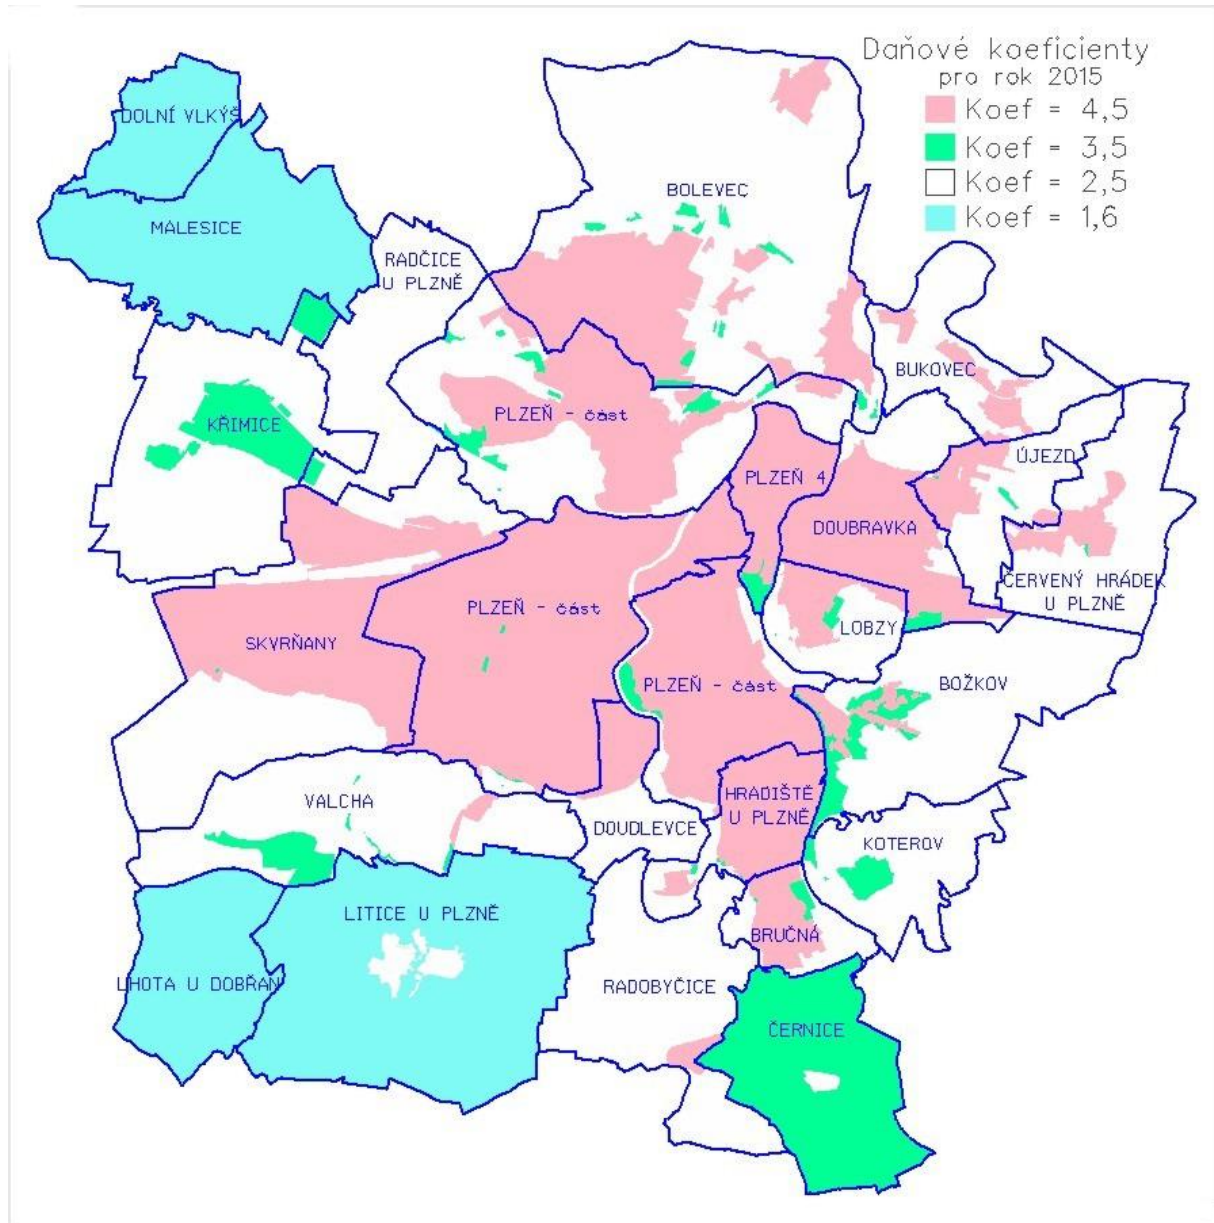 Daňové koeficienty
pro rok 2015
Koef = 4,5
Koef = 3,5
Koef = 2,5
Koef = 1,6
DOLNÍ VLKÝŠ
MALESICE
RADČICE
U PLZNĚ
BOLEVEC
BUKOVEC
KŘIMICE
PLZEŇ - část
ÚJEZD
PLZEŇ 4
DOUBRAVKA
ČERVENÝ HRÁDEK
U PLZNĚ
PLZEŇ - část
LOBZY
SKVRŇANY
PLZEŇ - část
BOŽKOV
VALCHA
HRADIŠTĚ
U PLZNĚ
DOUDLEVCE
KOTEROV
LITICE U PLZNĚ
BRUČNÁ
LHOTA U DOBŘAN
RADOBYČICE
ČERNICE